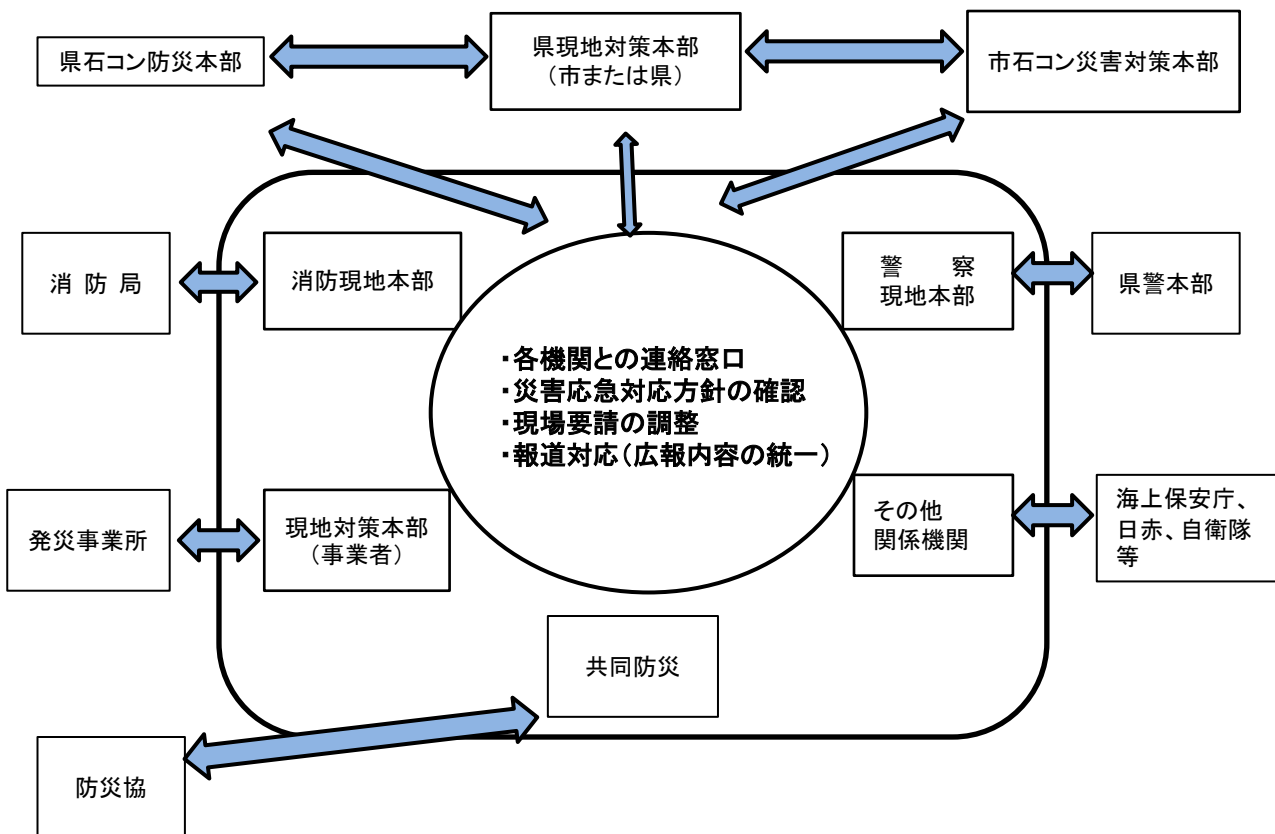 県石コン防災本部
県現地対策本部
（市または県）
市石コン災害対策本部
消 防 局
消防現地本部
警　　察
現地本部
県警本部
・各機関との連絡窓口
・災害応急対応方針の確認
・現場要請の調整
・報道対応（広報内容の統一）
発災事業所
現地対策本部
（事業者）
その他
関係機関
海上保安庁、
日赤、自衛隊
等
共同防災
防災協